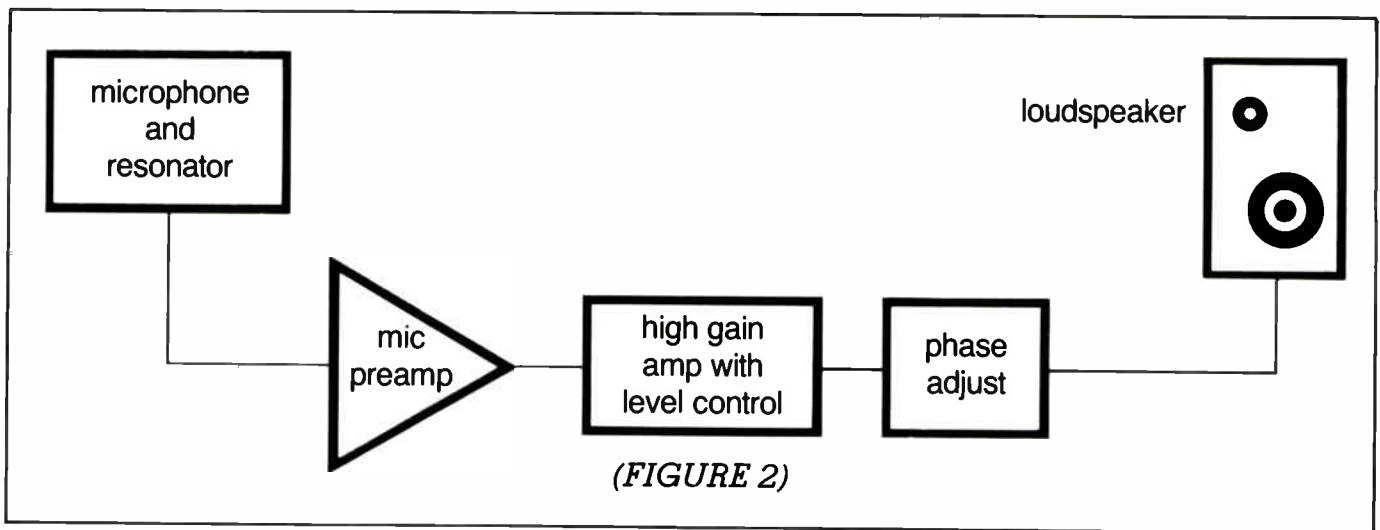 microphone
and
resonator
loudspeaker
mic
preamp
high gain
amp with
level control
phase
adjust
(FIGURE 2)